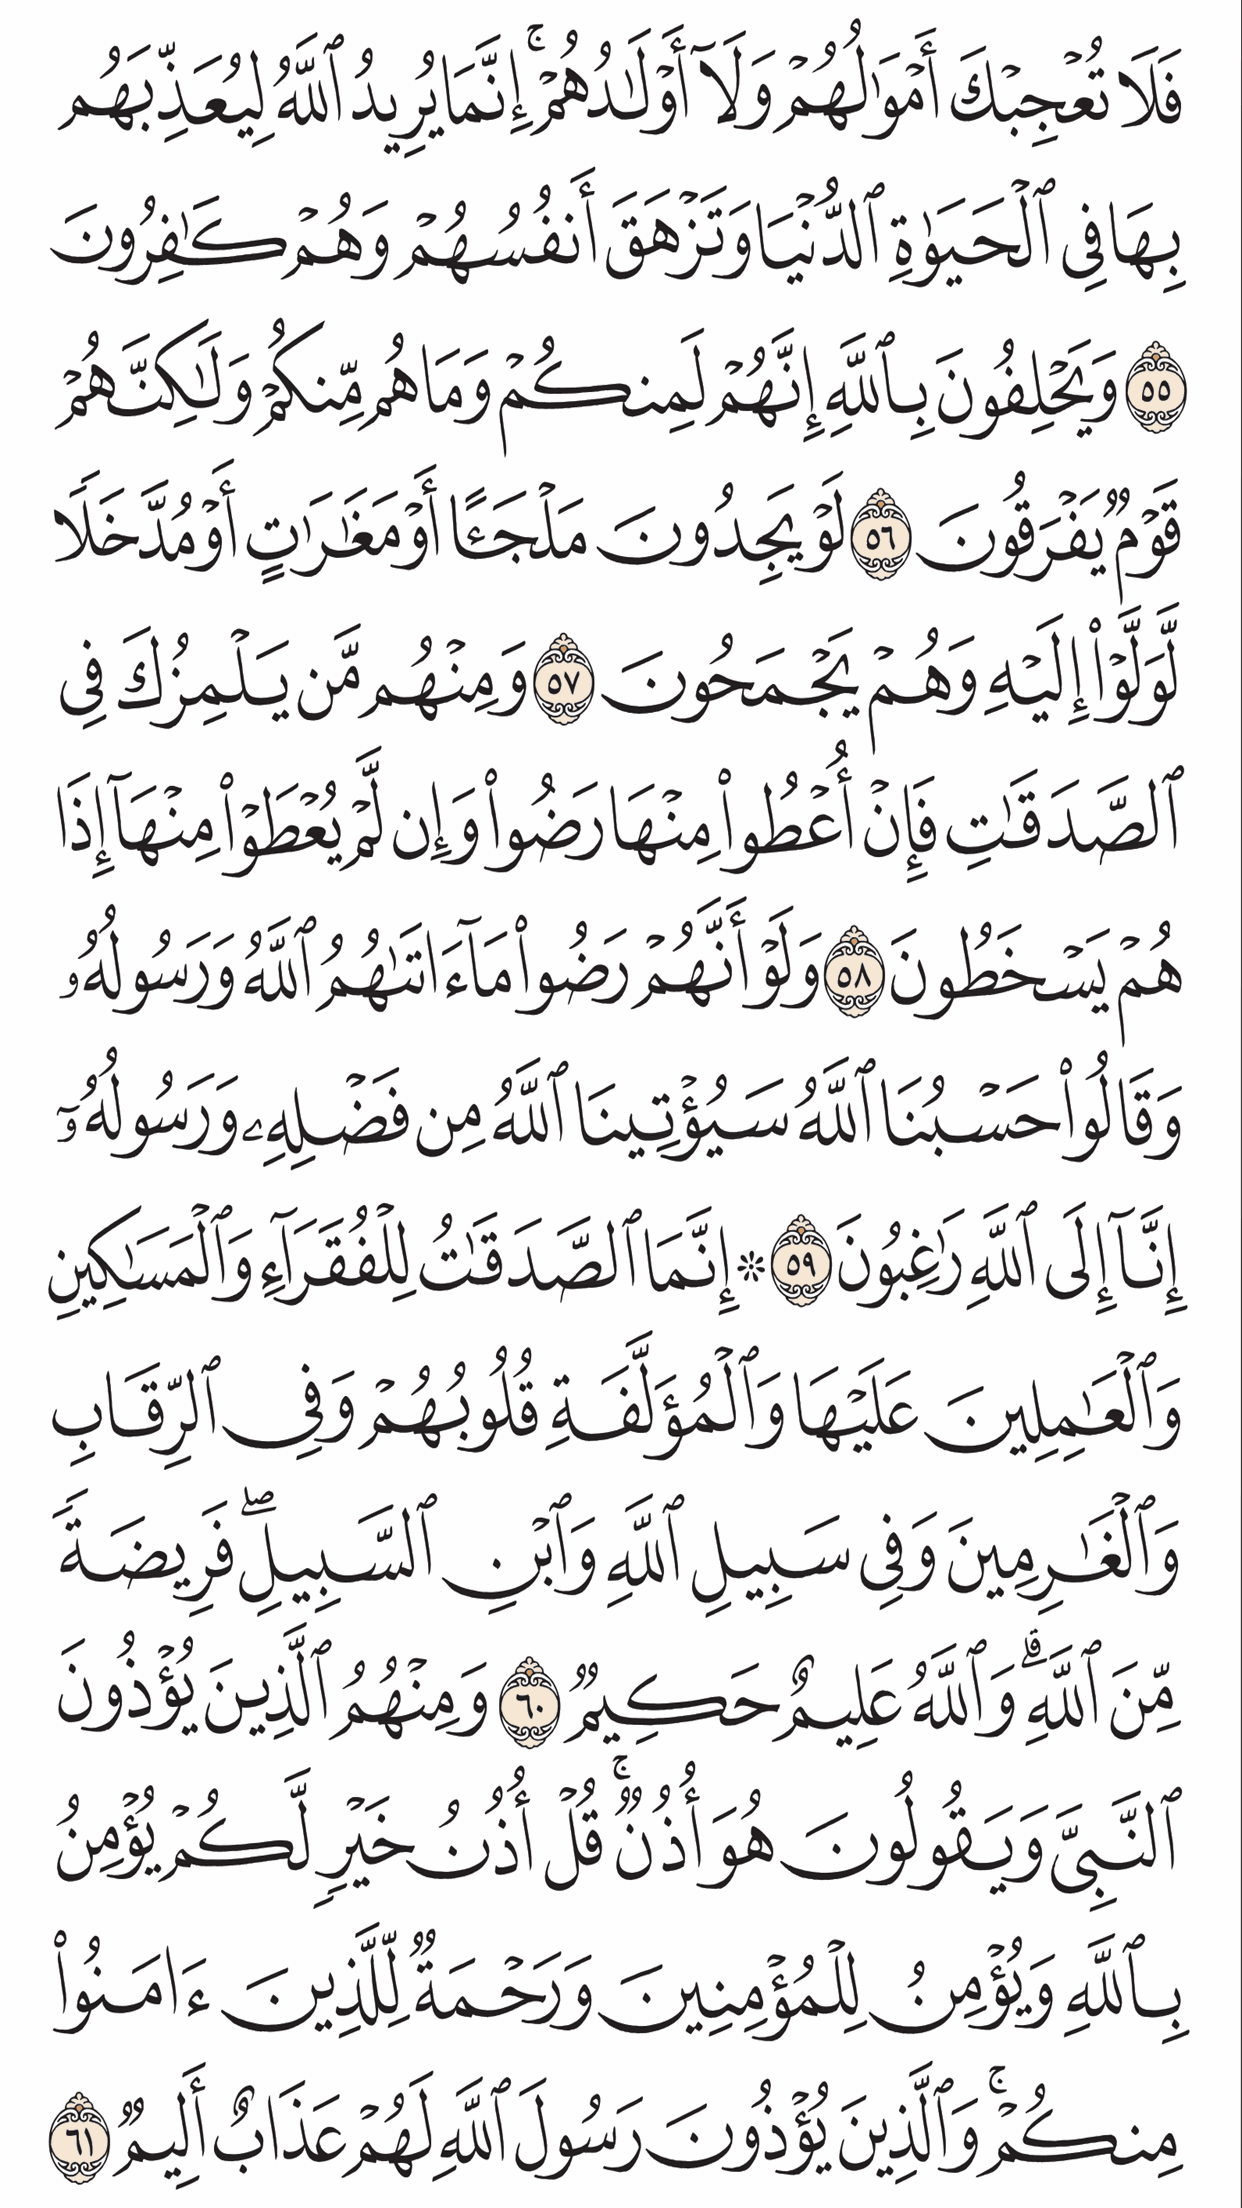 فَلَا تُعۡجِبۡكَ أَمۡوَٰلُهُمۡ وَلَآ أَوۡلَٰدُهُمۡۚ إِنَّمَا يُرِيدُ ٱللَّهُ لِيُعَذِّبَهُم
بِهَا فِي ٱلۡحَيَوٰةِ ٱلدُّنۡيَا وَتَزۡهَقَ أَنفُسُهُمۡ وَهُمۡ كَٰفِرُونَ
٥٥ وَيَحۡلِفُونَ بِٱللَّهِ إِنَّهُمۡ لَمِنكُمۡ وَمَا هُم مِّنكُمۡ وَلَٰكِنَّهُمۡ
قَوۡمٞ يَفۡرَقُونَ ٥٦ لَوۡ يَجِدُونَ مَلۡجَـًٔا أَوۡ مَغَٰرَٰتٍ أَوۡ مُدَّخَلٗا
لَّوَلَّوۡاْ إِلَيۡهِ وَهُمۡ يَجۡمَحُونَ ٥٧ وَمِنۡهُم مَّن يَلۡمِزُكَ فِي
ٱلصَّدَقَٰتِ فَإِنۡ أُعۡطُواْ مِنۡهَا رَضُواْ وَإِن لَّمۡ يُعۡطَوۡاْ مِنۡهَآ إِذَا
هُمۡ يَسۡخَطُونَ ٥٨ وَلَوۡ أَنَّهُمۡ رَضُواْ مَآ ءَاتَىٰهُمُ ٱللَّهُ وَرَسُولُهُۥ
وَقَالُواْ حَسۡبُنَا ٱللَّهُ سَيُؤۡتِينَا ٱللَّهُ مِن فَضۡلِهِۦ وَرَسُولُهُۥٓ
إِنَّآ إِلَى ٱللَّهِ رَٰغِبُونَ ٥٩ ۞ إِنَّمَا ٱلصَّدَقَٰتُ لِلۡفُقَرَآءِ وَٱلۡمَسَٰكِينِ
وَٱلۡعَٰمِلِينَ عَلَيۡهَا وَٱلۡمُؤَلَّفَةِ قُلُوبُهُمۡ وَفِي ٱلرِّقَابِ
وَٱلۡغَٰرِمِينَ وَفِي سَبِيلِ ٱللَّهِ وَٱبۡنِ ٱلسَّبِيلِۖ فَرِيضَةٗ
مِّنَ ٱللَّهِۗ وَٱللَّهُ عَلِيمٌ حَكِيمٞ ٦٠ وَمِنۡهُمُ ٱلَّذِينَ يُؤۡذُونَ
ٱلنَّبِيَّ وَيَقُولُونَ هُوَ أُذُنٞۚ قُلۡ أُذُنُ خَيۡرٖ لَّكُمۡ يُؤۡمِنُ
بِٱللَّهِ وَيُؤۡمِنُ لِلۡمُؤۡمِنِينَ وَرَحۡمَةٞ لِّلَّذِينَ ءَامَنُواْ
مِنكُمۡۚ وَٱلَّذِينَ يُؤۡذُونَ رَسُولَ ٱللَّهِ لَهُمۡ عَذَابٌ أَلِيمٞ ٦١